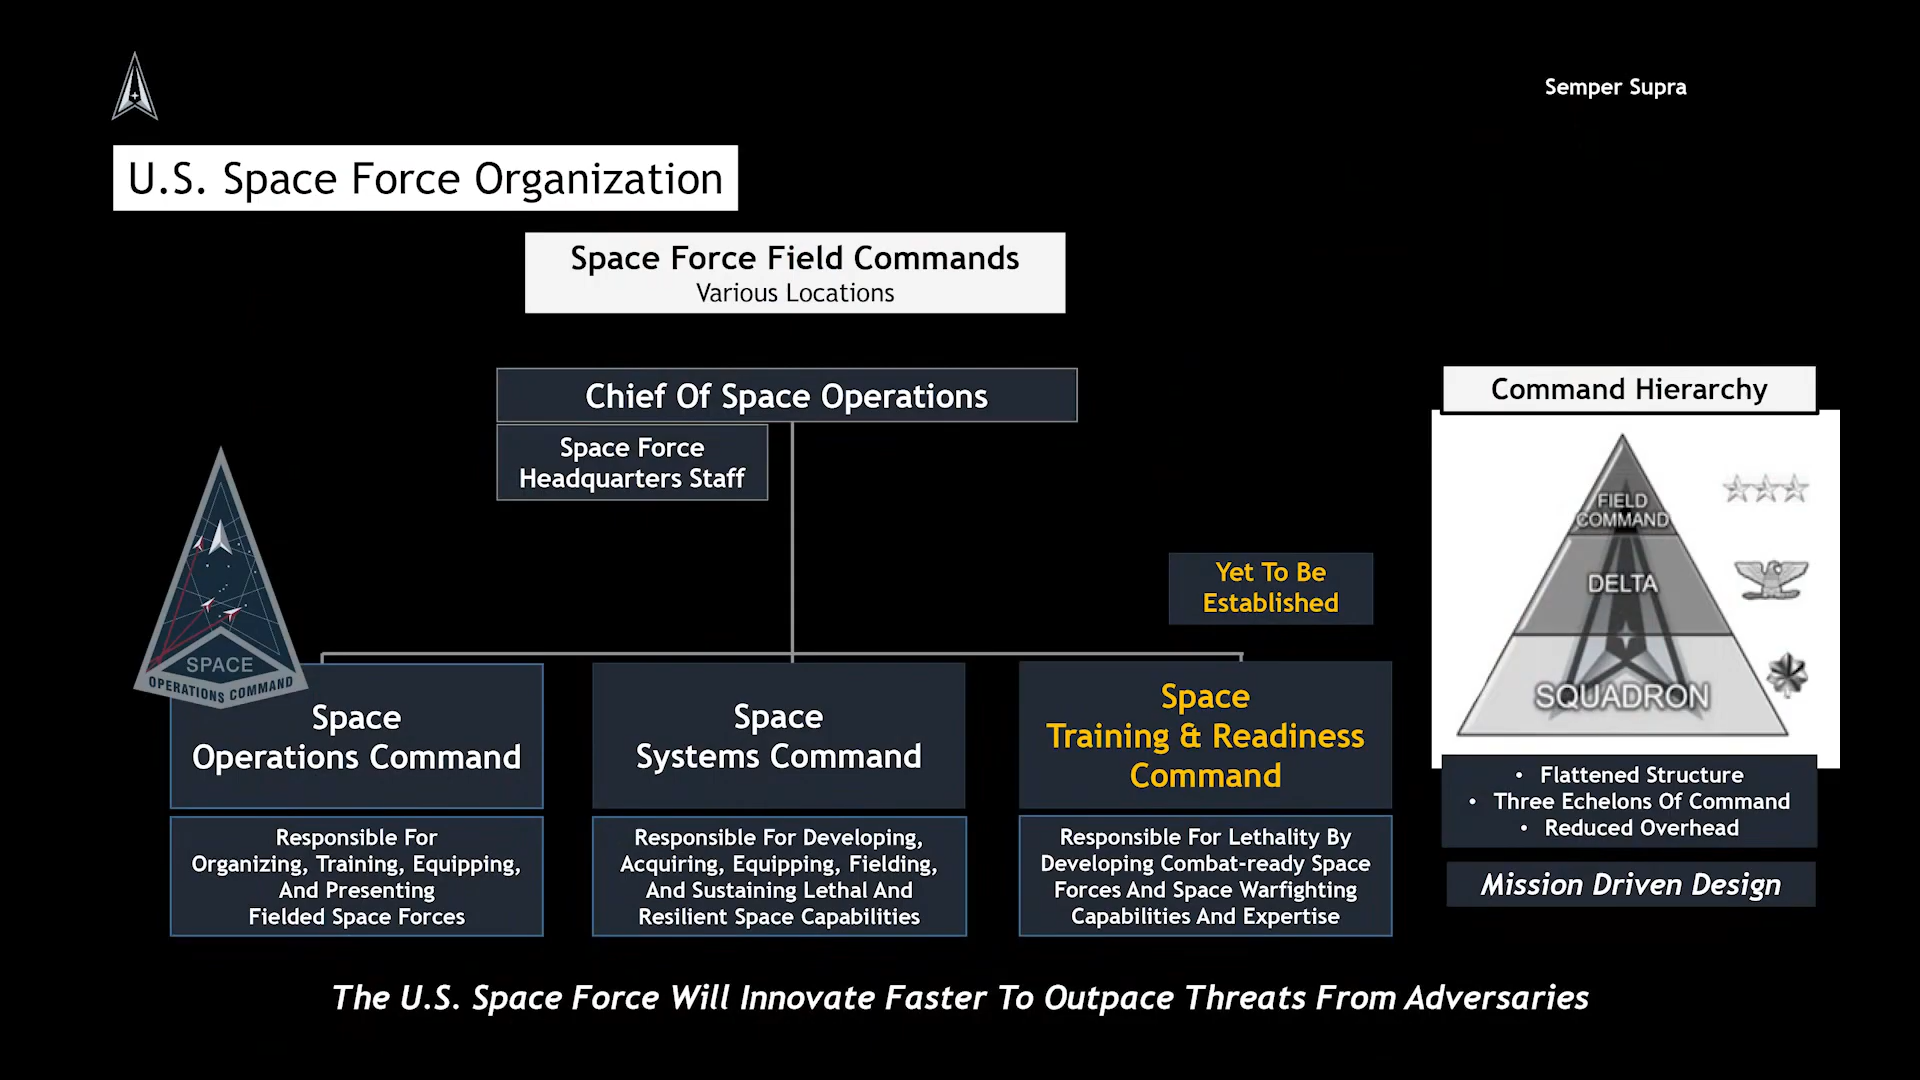 Semper Supra
U.S. Space Force Organization
Space Force Field Commands
Various Locations
Chief Of Space Operations
Space Force
Headquarters Staff
Yet To Be
Established
SPACE
OPERATIONS COMMAND
Space
Operations Command
Responsible For
Organizing, Training, Equipping,
And Presenting
Fielded Space Forces
Space
Systems Command
Responsible For Developing,
Acquiring, Equipping, Fielding,
And Sustaining Lethal And
Resilient Space Capabilities
Space
Training & Readiness
Command
Responsible For Lethality By
Developing Combat-ready Space
Forces And Space Warfighting
Capabilities And Expertise
Command Hierarchy
FIELD
COMMAND
DELTA
SQUADRON
• Flattened Structure
• Three Echelons Of Command
• Reduced Overhead
Mission Driven Design
The U.S. Space Force Will Innovate Faster To Outpace Threats From Adversaries